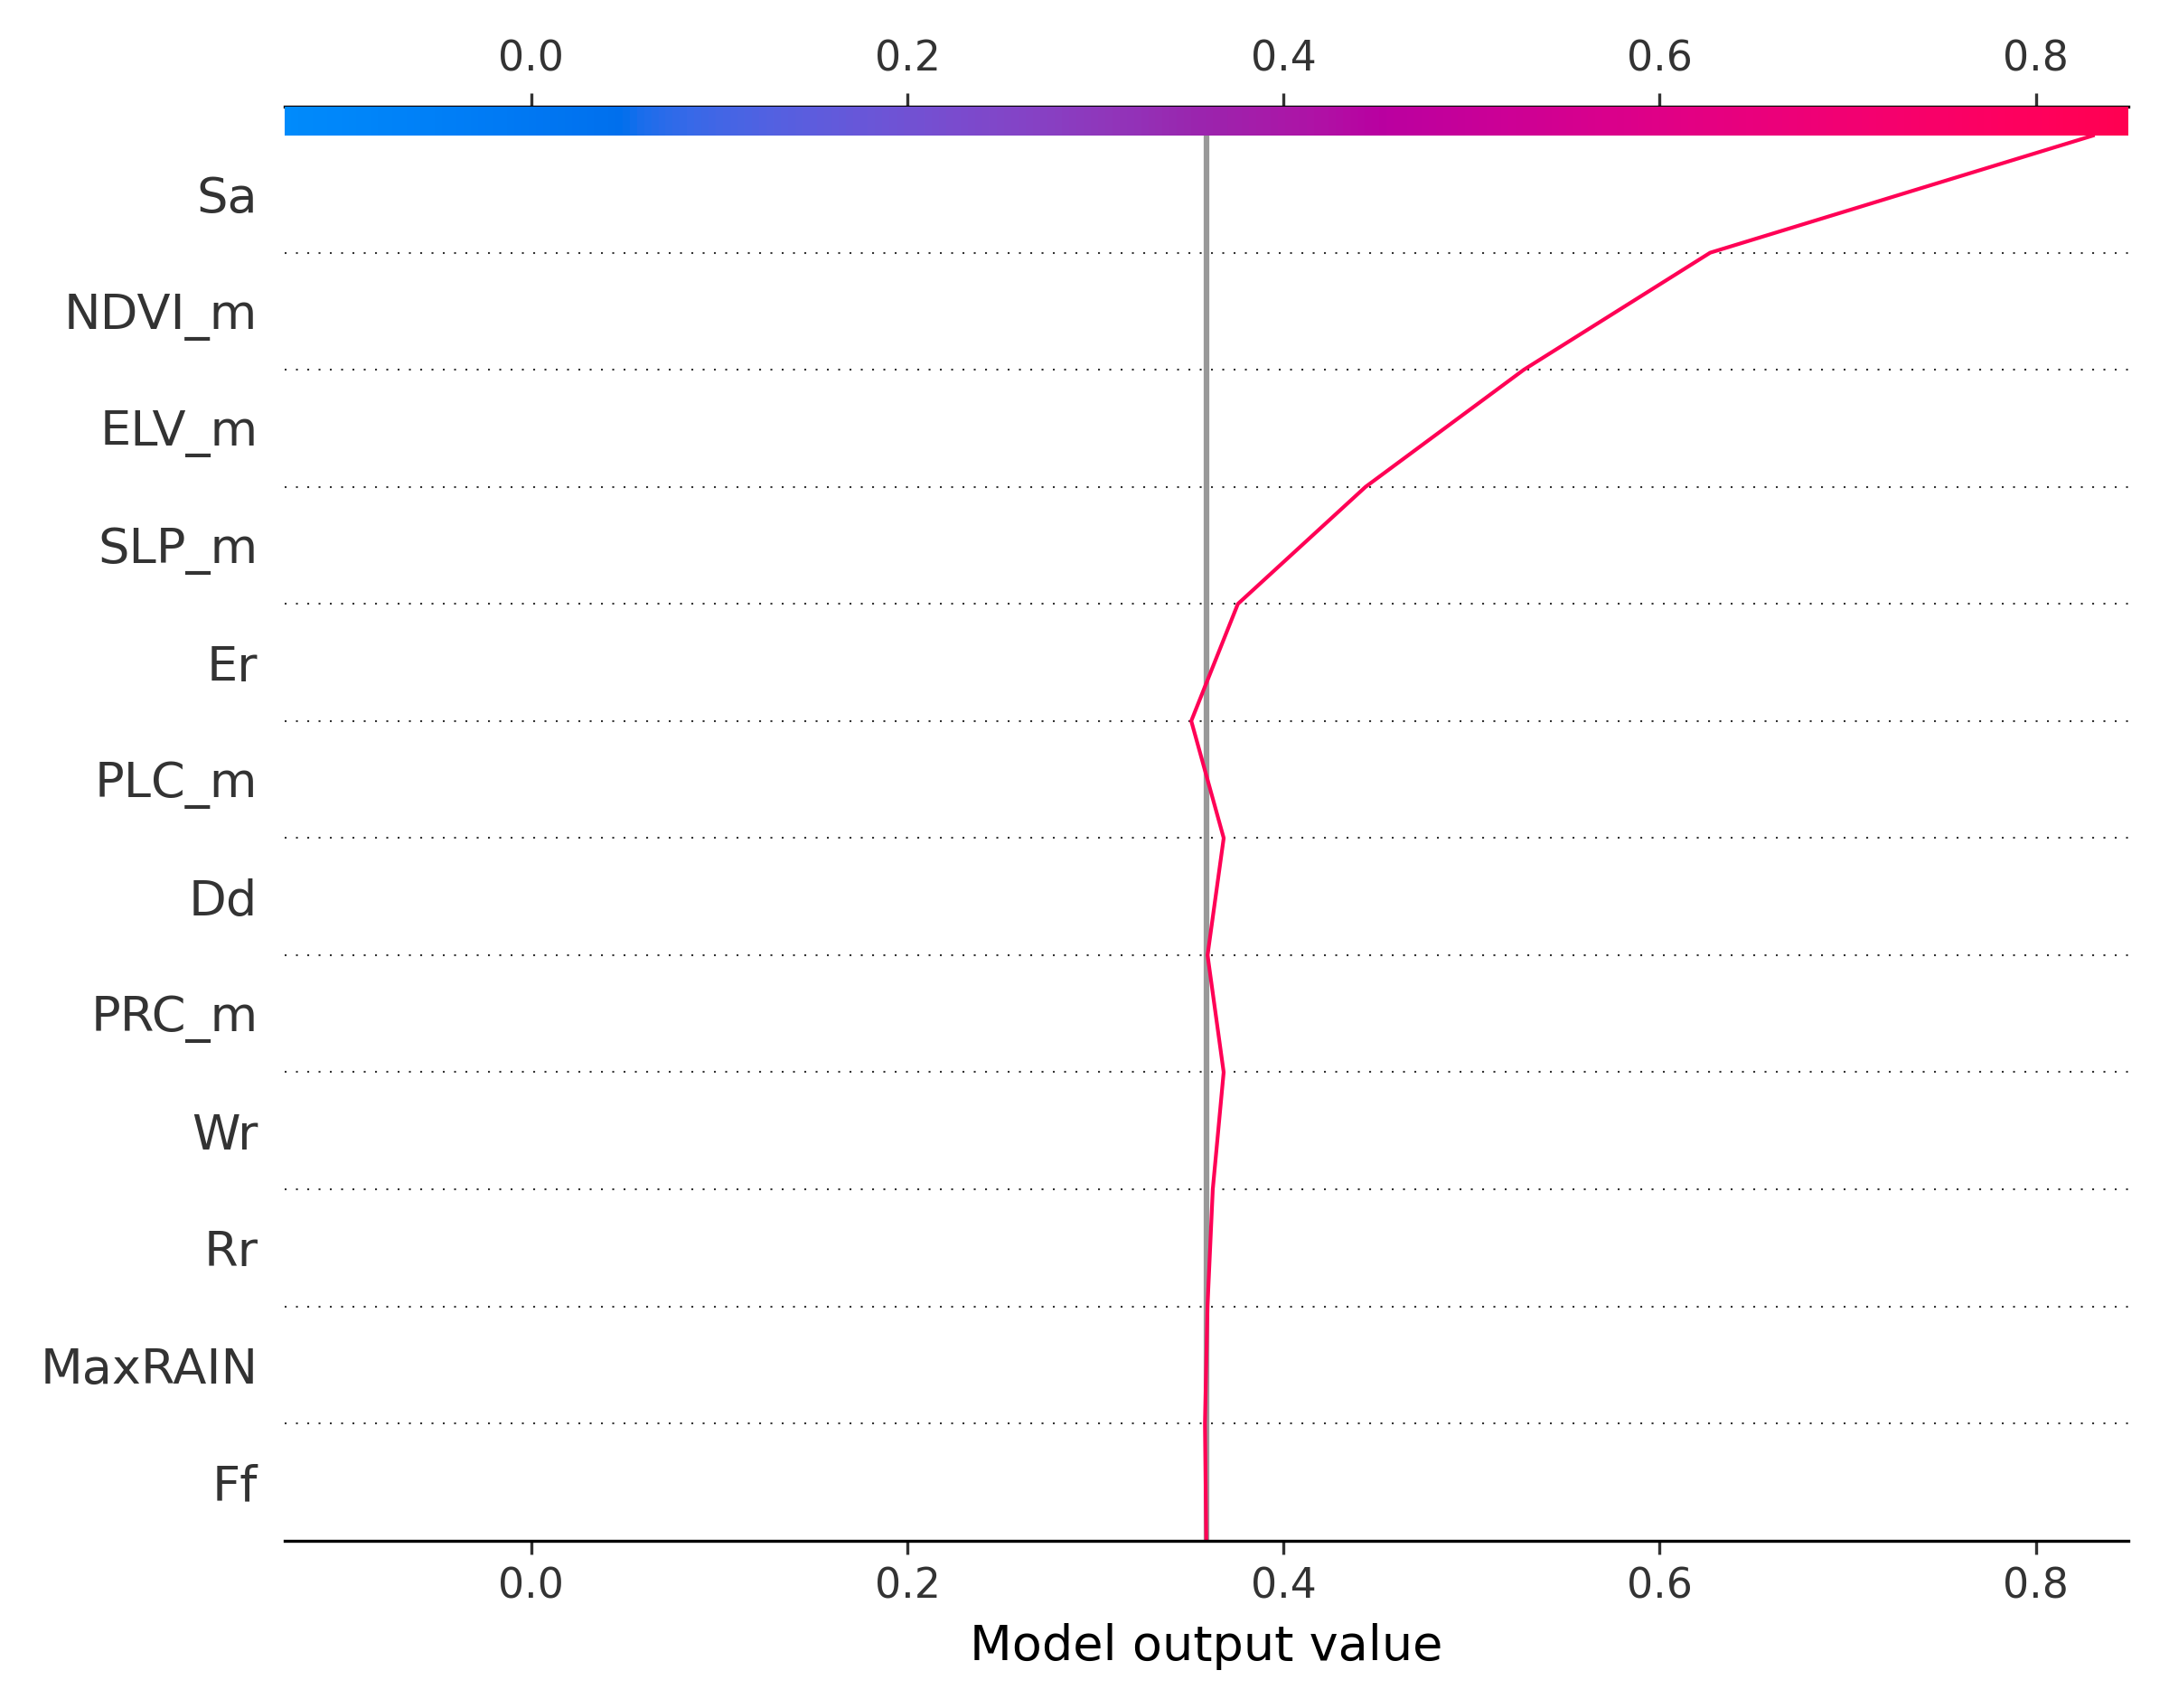 0.0 0.2 0.4 0.6 0.8
Sa
NDVI_m
ELV_m
SLP_m
Er
PLC_m
Dd
PRC_m
Wr
Rr
MaxRAIN
Ff
0.0 0.2 0.4 0.6 0.8
Model output value